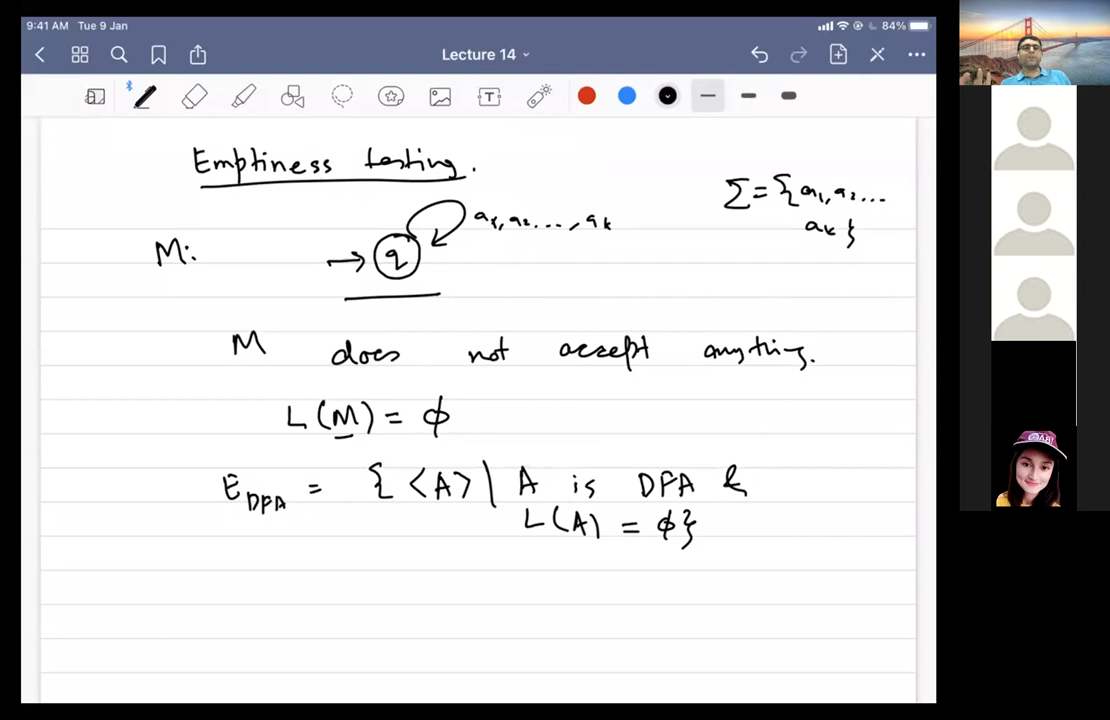 9:41 AM Tue 9 Jan
84%
Lecture 14
Emptiness testing.
Σ = {a₁, a₂...
aₖ}
a₁, a₂ ..., aₖ
M:
→ q
M does not accept anything.
L(M) = ϕ
E_DFA = {<A> | A is DFA &
L(A) = ϕ}